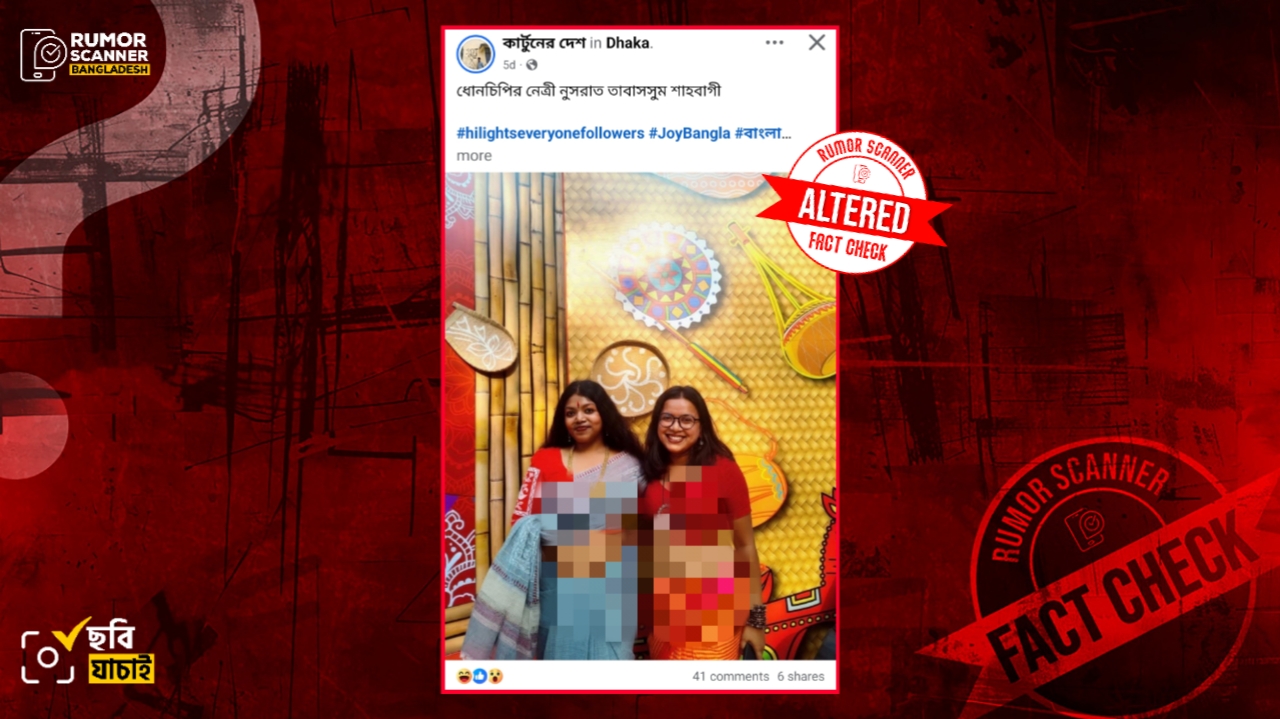 RUMOR
SCANNER
BANGLADESH
কার্টুনের দেশ in Dhaka.
5d
ধোনচিপির নেত্রী নুসরাত তাবাসসুম শাহবাগী
#hilightseveryonefollowers #JoyBangla #বাংলা...
more
RUMOR SCANNER
ALTERED
FACT CHECK
41 comments 6 shares
RUMOR SCANNER
FACT CHECK
ছবি
যাচাই